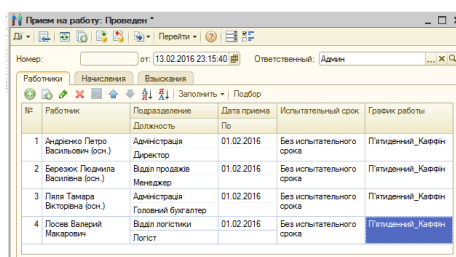 Прием на работу: Проведен *
Дії Перейти
Номер: от: 13.02.2016 23:15:40 Ответственный: Админ ... x
Работники Начисления Взыскания
Заполнить Подбор
№ Работник Подразделение Дата приема Испытательный срок График работы
Должность По
1 Андрієнко Петро Васильович (осн.) Адміністрація 01.02.2016 Без испытательного срока П'ятиденний_Каффін
Директор
2 Березюк Людмила Василівна (осн.) Відділ продажів 01.02.2016 Без испытательного срока П'ятиденний_Каффін
Менеджер
3 Ляля Тамара Вікторівна (осн.) Адміністрація 01.02.2016 Без испытательного срока П'ятиденний_Каффін
Головний бухгалтер
4 Лосев Валерий Макарович Відділ логістики 01.02.2016 Без испытательного срока П'ятиденний_Каффін
Логіст